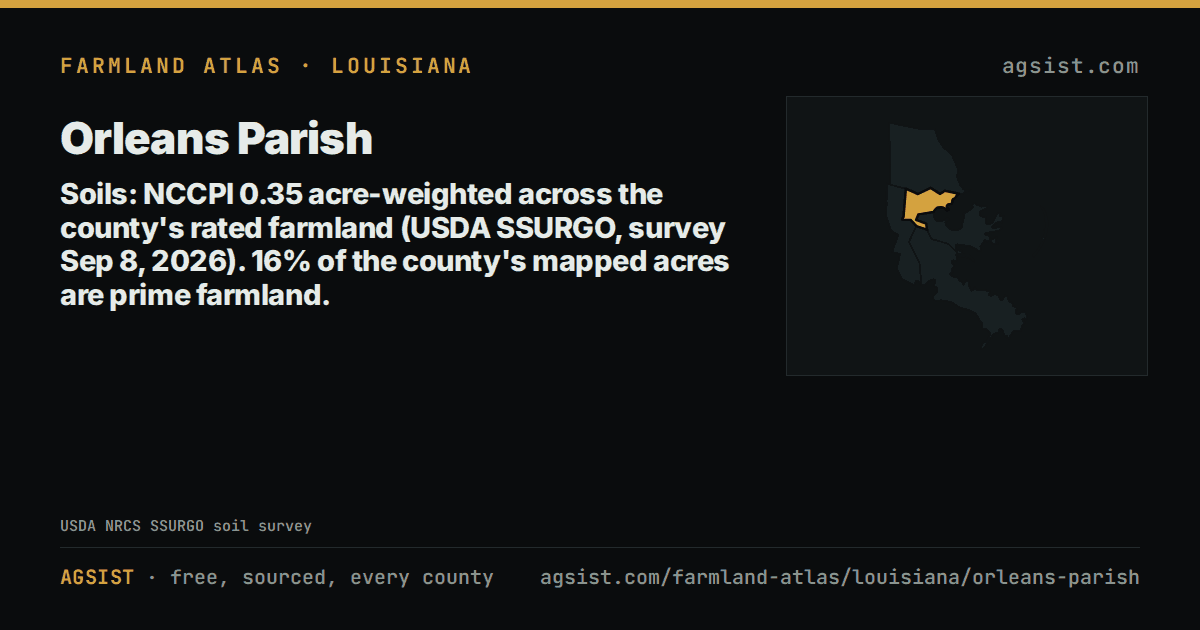 FARMLAND ATLAS · LOUISIANA
agsist.com
Orleans Parish
Soils: NCCPI 0.35 acre-weighted across the
county's rated farmland (USDA SSURGO, survey
Sep 8, 2026). 16% of the county's mapped acres
are prime farmland.
USDA NRCS SSURGO soil survey
AGSIST · free, sourced, every county
agsist.com/farmland-atlas/louisiana/orleans-parish